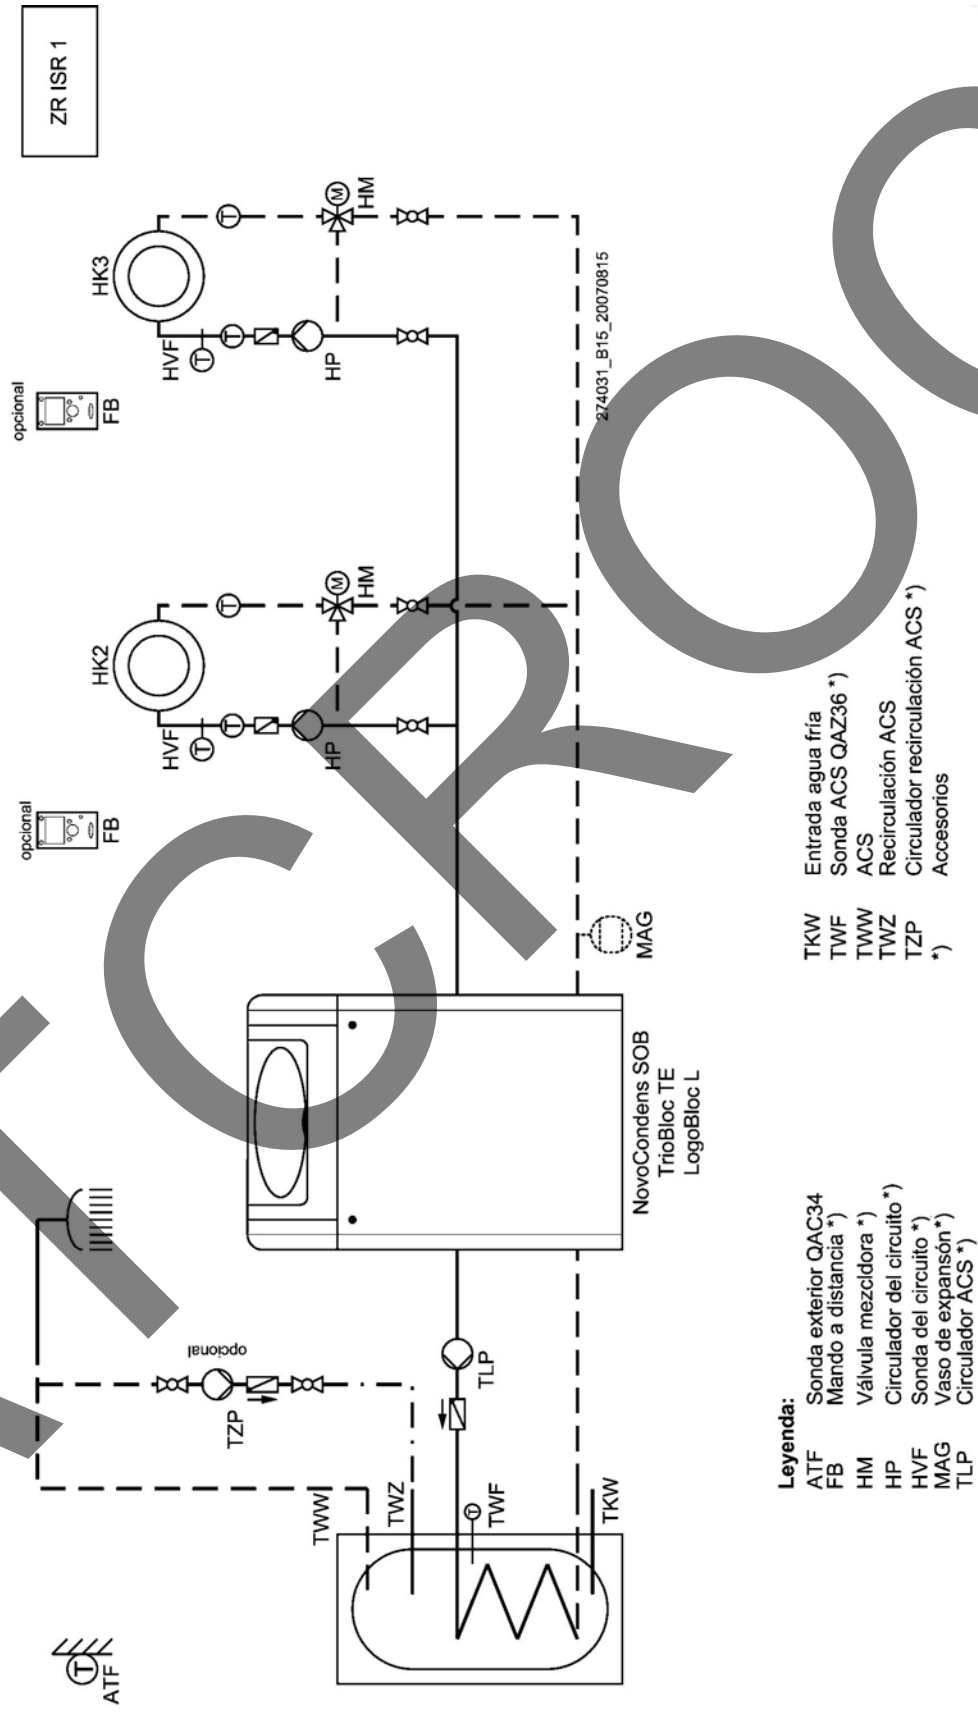 ZR ISR 1
ATF
opcional
FB
opcional
FB
HK2
HVF
HP
HM
M
T
T
T
HK3
HVF
HP
HM
M
T
T
T
T
TWW
TWZ
TZP
opcional
TWF
T
TLP
TKW
MAG
NovoCondens SOB
TrioBloc TE
LogoBloc L
274031_B15_20070815
Leyenda:
ATF Sonda exterior QAC34
FB Mando a distancia *)
HM Válvula mezcldora *)
HP Circulador del circuito *)
HVF Sonda del circuito *)
MAG Vaso de expansón*)
TLP Circulador ACS *)
TKW Entrada agua fría
TWF Sonda ACS QAZ36 *)
TWW ACS
TWZ Recirculación ACS
TZP Circulador recirculación ACS *)
*) Accesorios